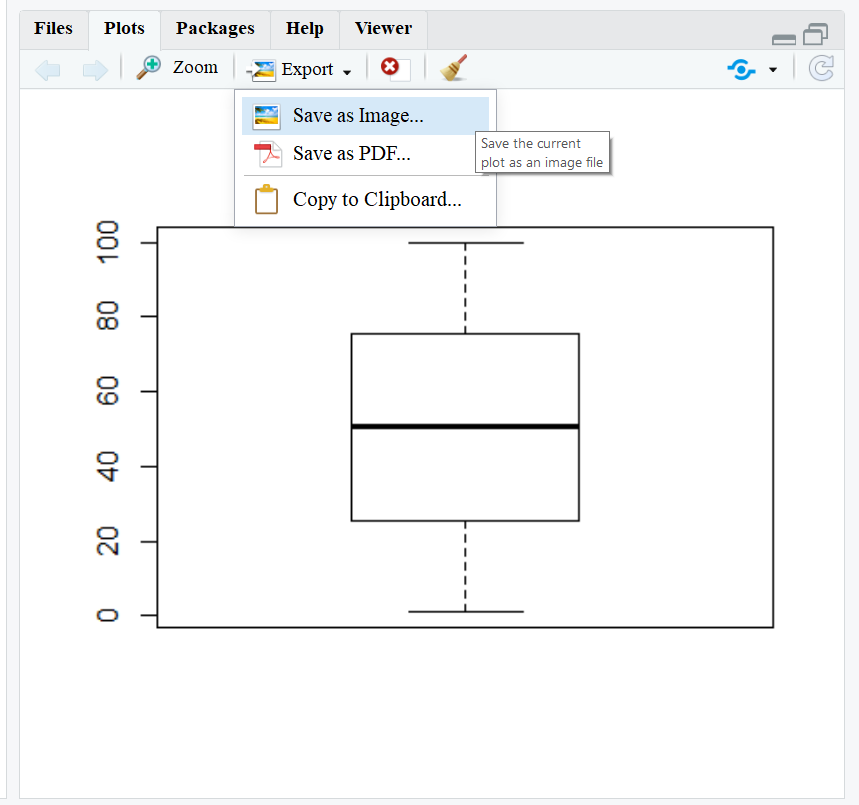 Files Plots Packages Help Viewer
Zoom Export
Save as Image...
Save the current
plot as an image file
Save as PDF...
Copy to Clipboard...
100
80
60
40
20
0